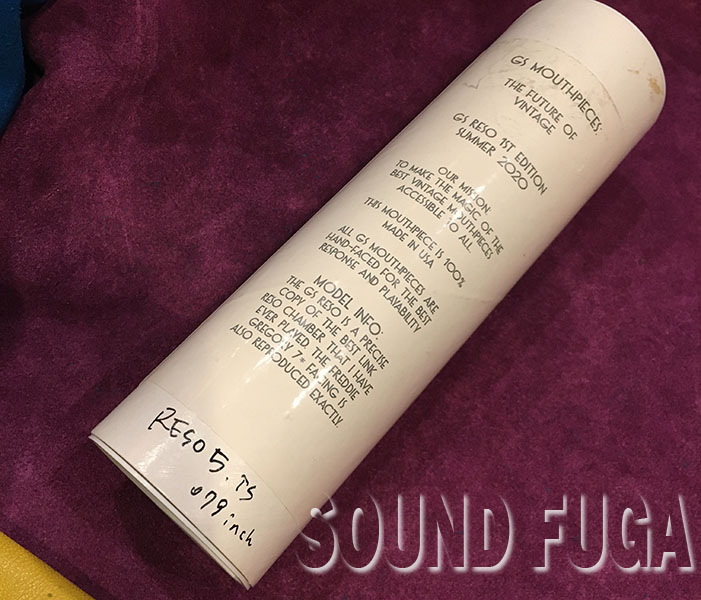 GS MOUTHPIECES:
THE FUTURE OF
VINTAGE
GS RESO 1ST EDITION
SUMMER 2020
OUR MISION:
TO MAKE THE MAGIC OF THE
BEST VINTAGE MOUTHPIECES
ACCESSIBLE TO ALL.
THIS MOUTHPIECE IS 100%
MADE IN USA
ALL GS MOUTHPIECES ARE
HAND-FACED FOR THE BEST
RESPONSE AND PLAYABILITY
MODEL INFO:
THE GS RESO IS A PRECISE
COPY OF THE BEST LINK
RESO CHAMBER THAT I HAVE
EVER PLAYED. THE FREDDIE
GREGORY 7* FACING IS
ALSO REPRODUCED EXACTLY.
RESO 5. TS
.079 inch
SOUND FUGA